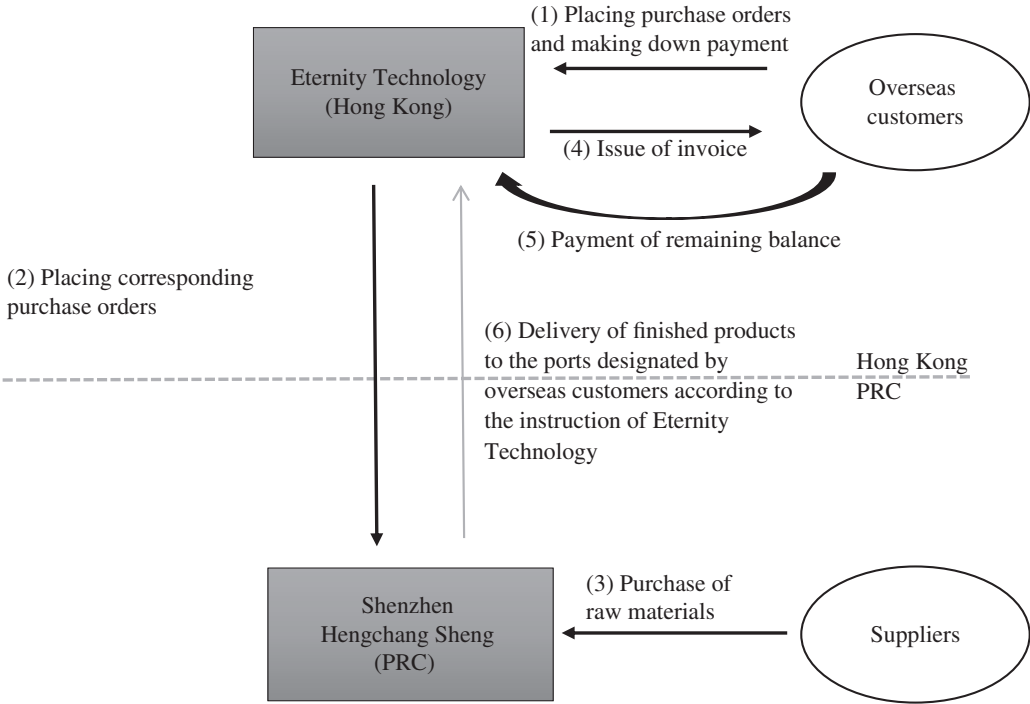 (1) Placing purchase orders
and making down payment
Eternity Technology
(Hong Kong)
Overseas
customers
(4) Issue of invoice
(5) Payment of remaining balance
(2) Placing corresponding
purchase orders
(6) Delivery of finished products
to the ports designated by
overseas customers according to
the instruction of Eternity
Technology
Hong Kong
PRC
Shenzhen
Hengchang Sheng
(PRC)
(3) Purchase of
raw materials
Suppliers